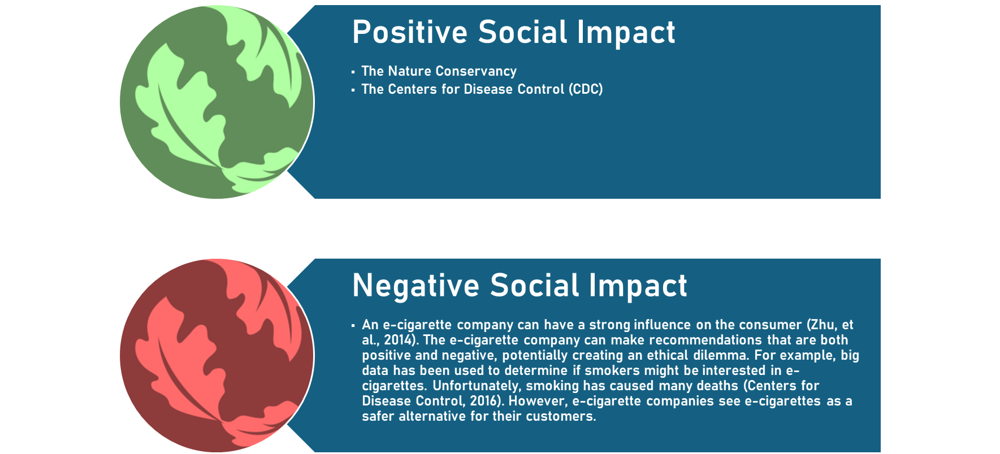 Positive Social Impact
▪ The Nature Conservancy
▪ The Centers for Disease Control (CDC)
Negative Social Impact
▪ An e-cigarette company can have a strong influence on the consumer (Zhu, et
al., 2014). The e-cigarette company can make recommendations that are both
positive and negative, potentially creating an ethical dilemma. For example, big
data has been used to determine if smokers might be interested in e-
cigarettes. Unfortunately, smoking has caused many deaths (Centers for
Disease Control, 2016). However, e-cigarette companies see e-cigarettes as a
safer alternative for their customers.